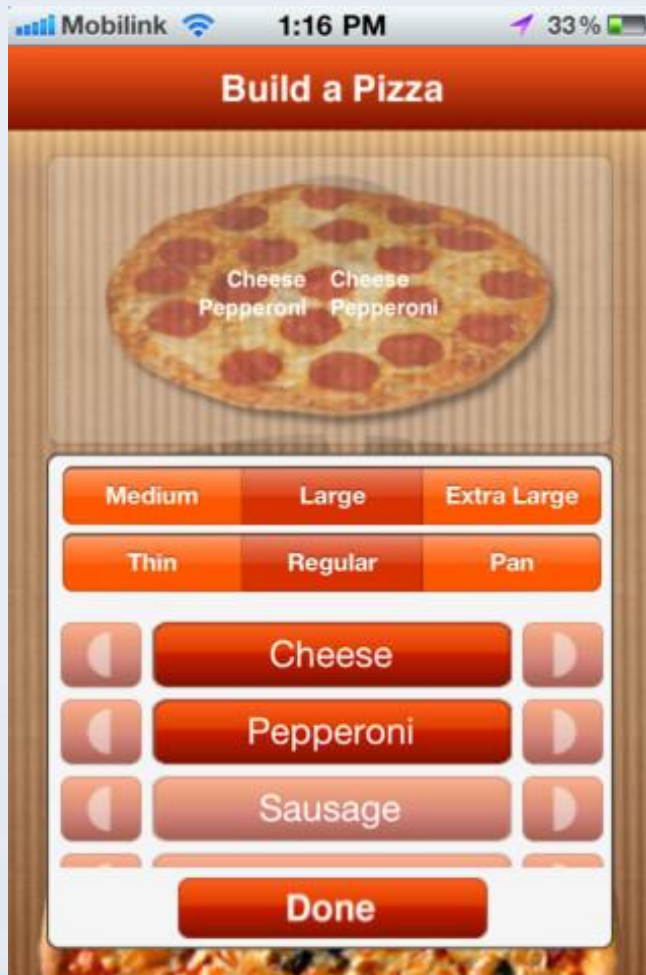 Mobilink 1:16 PM 33%
Build a Pizza
Cheese Cheese
Pepperoni Pepperoni
Medium Large Extra Large
Thin Regular Pan
Cheese
Pepperoni
Sausage
Done